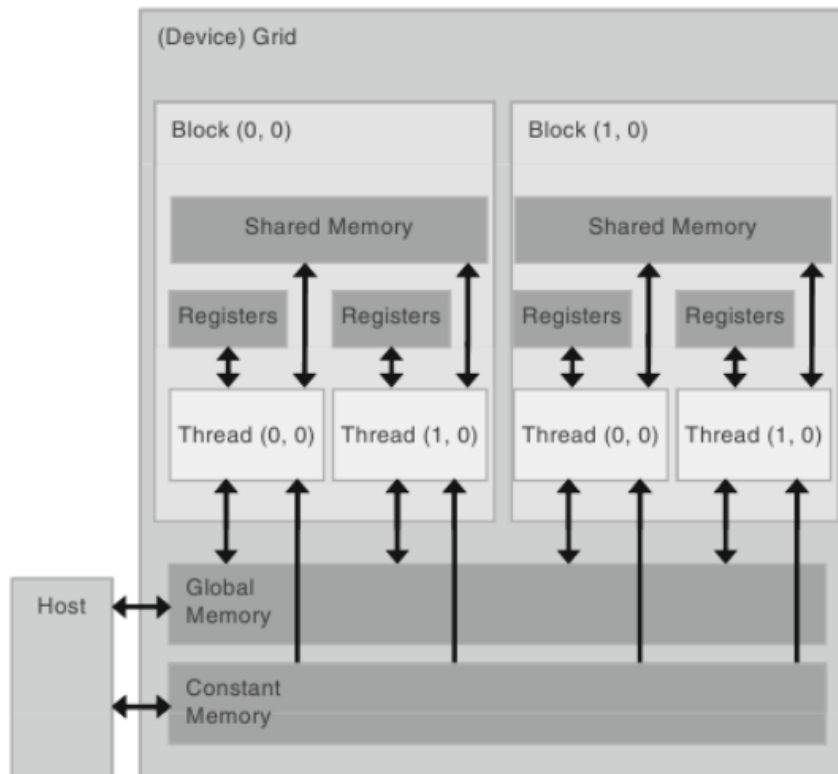 (Device) Grid
Block (0, 0)
Block (1, 0)
Shared Memory
Shared Memory
Registers
Registers
Registers
Registers
Thread (0, 0)
Thread (1, 0)
Thread (0, 0)
Thread (1, 0)
Host
Global
Memory
Constant
Memory